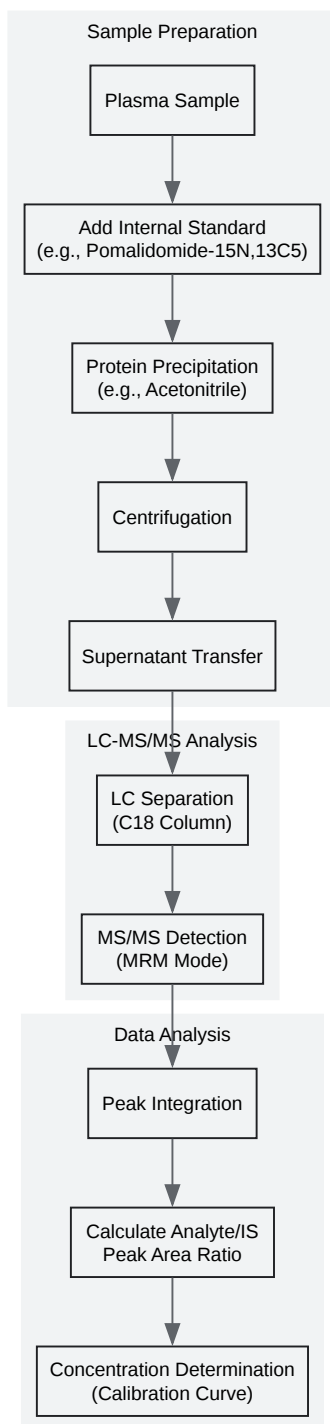 Sample Preparation
Plasma Sample
Add Internal Standard
(e.g., Pomalidomide-15N,13C5)
Protein Precipitation
(e.g., Acetonitrile)
Centrifugation
Supernatant Transfer
LC-MS/MS Analysis
LC Separation
(C18 Column)
MS/MS Detection
(MRM Mode)
Data Analysis
Peak Integration
Calculate Analyte/IS
Peak Area Ratio
Concentration Determination
(Calibration Curve)